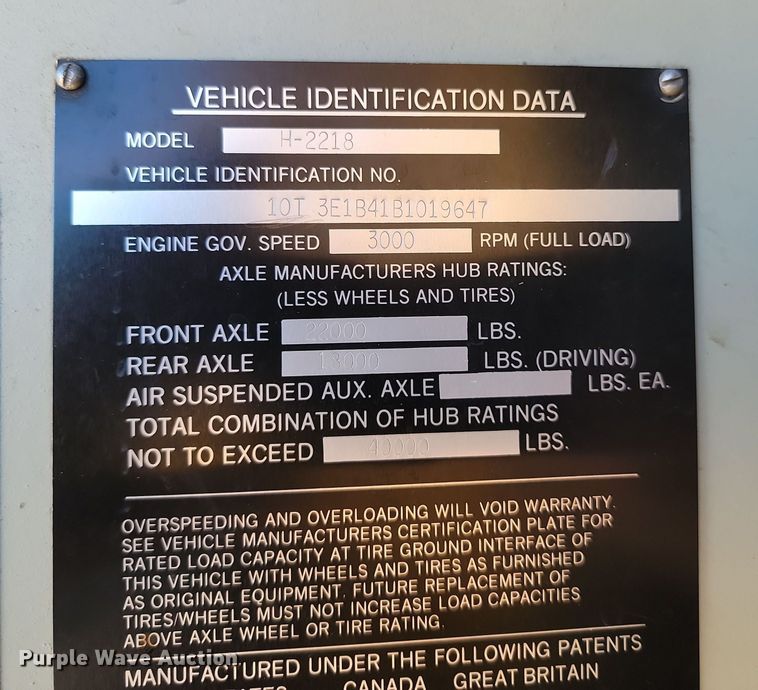 VEHICLE IDENTIFICATION DATA
MODEL H-2218
VEHICLE IDENTIFICATION NO.
10T 3E1B41B1019647
ENGINE GOV. SPEED 3000 RPM (FULL LOAD)
AXLE MANUFACTURERS HUB RATINGS:
(LESS WHEELS AND TIRES)
FRONT AXLE 22000 LBS.
REAR AXLE 18000 LBS. (DRIVING)
AIR SUSPENDED AUX. AXLE LBS. EA.
TOTAL COMBINATION OF HUB RATINGS
NOT TO EXCEED 40000 LBS.
OVERSPEEDING AND OVERLOADING WILL VOID WARRANTY.
SEE VEHICLE MANUFACTURERS CERTIFICATION PLATE FOR
RATED LOAD CAPACITY AT TIRE GROUND INTERFACE OF
THIS VEHICLE WITH WHEELS AND TIRES AS FURNISHED
AS ORIGINAL EQUIPMENT. FUTURE REPLACEMENT OF
TIRES/WHEELS MUST NOT INCREASE LOAD CAPACITIES
ABOVE AXLE WHEEL OR TIRE RATING.
Purple Wave Auction
MANUFACTURED UNDER THE FOLLOWING PATENTS
CANADA GREAT BRITAIN